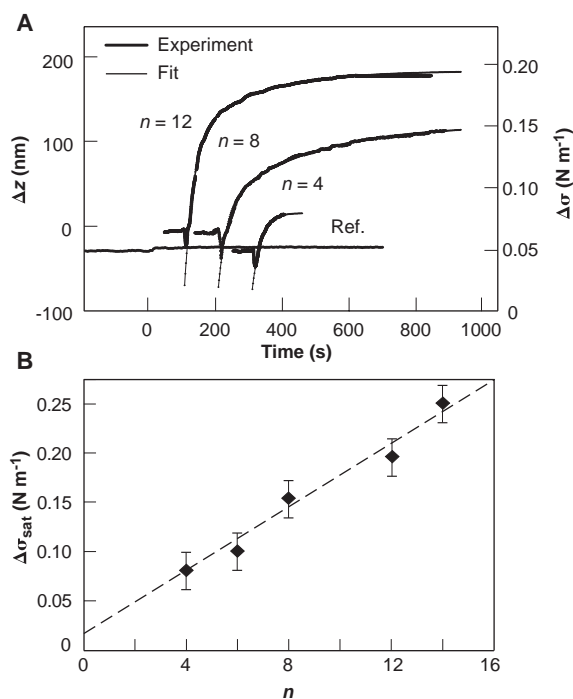 A
Experiment
Fit
200
100
0
-100
Δz (nm)
n = 12
n = 8
n = 4
Ref.
0.20
0.15
0.10
0.05
0
Δσ (N m-1)
0 200 400 600 800 1000
Time (s)
B
0.25
0.20
0.15
0.10
0.05
0
Δσsat (N m-1)
0 4 8 12 16
n